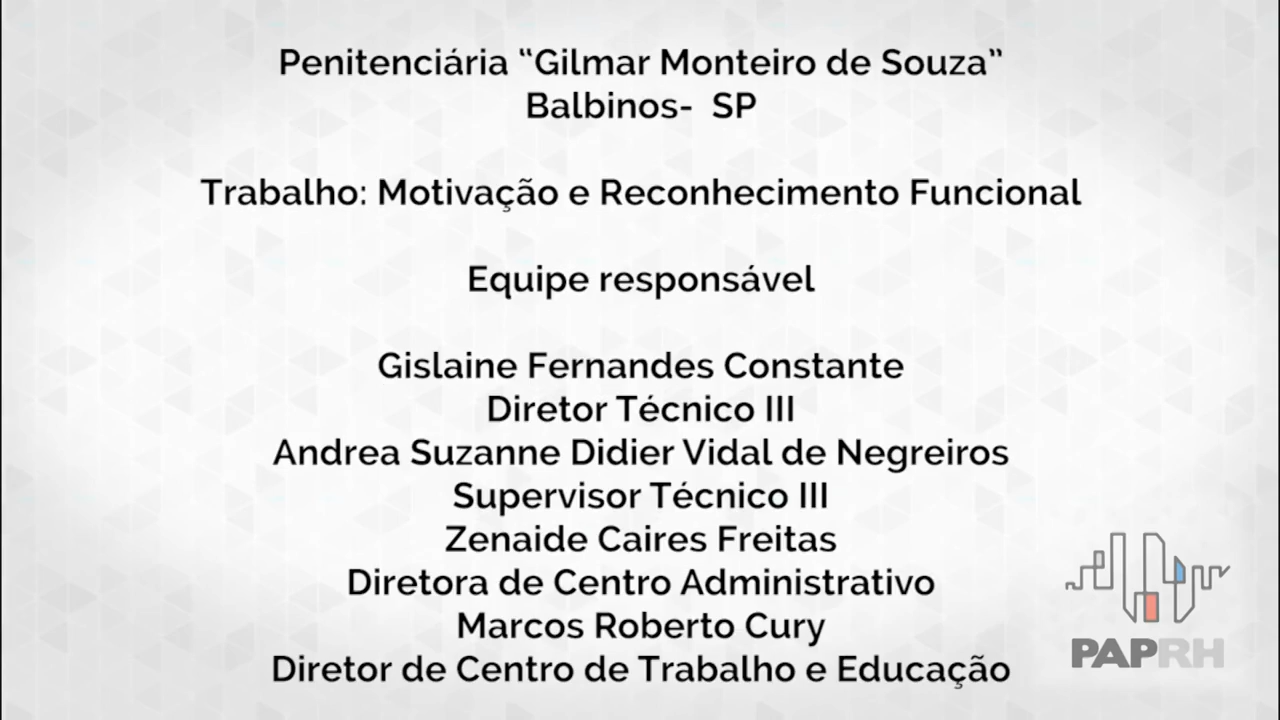 Penitenciária “Gilmar Monteiro de Souza”
Balbinos- SP
Trabalho: Motivação e Reconhecimento Funcional
Equipe responsável
Gislaine Fernandes Constante
Diretor Técnico III
Andrea Suzanne Didier Vidal de Negreiros
Supervisor Técnico III
Zenaide Caires Freitas
Diretora de Centro Administrativo
Marcos Roberto Cury
Diretor de Centro de Trabalho e Educação
PAPRH